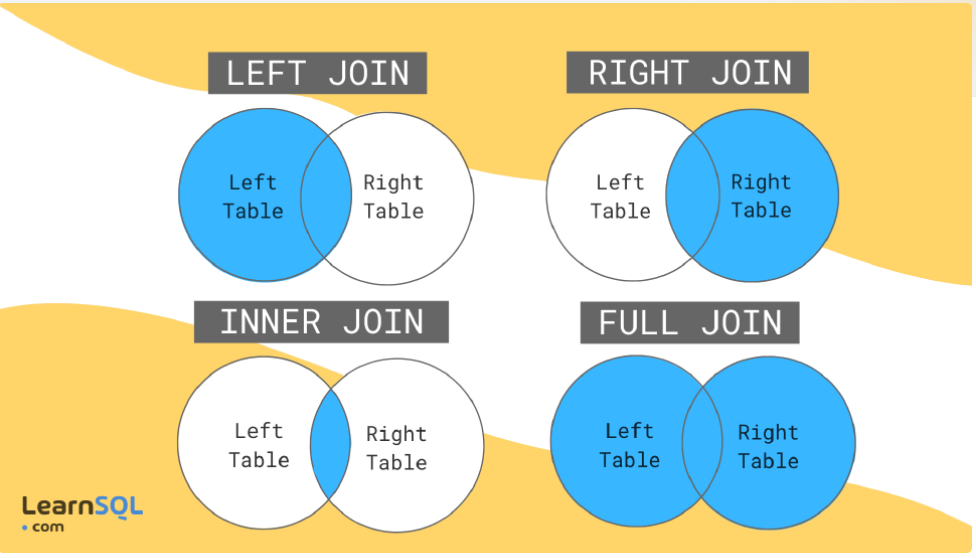 LEFT JOIN
Left
Table
Right
Table
RIGHT JOIN
Left
Table
Right
Table
INNER JOIN
Left
Table
Right
Table
FULL JOIN
Left
Table
Right
Table
LearnSQL
.com